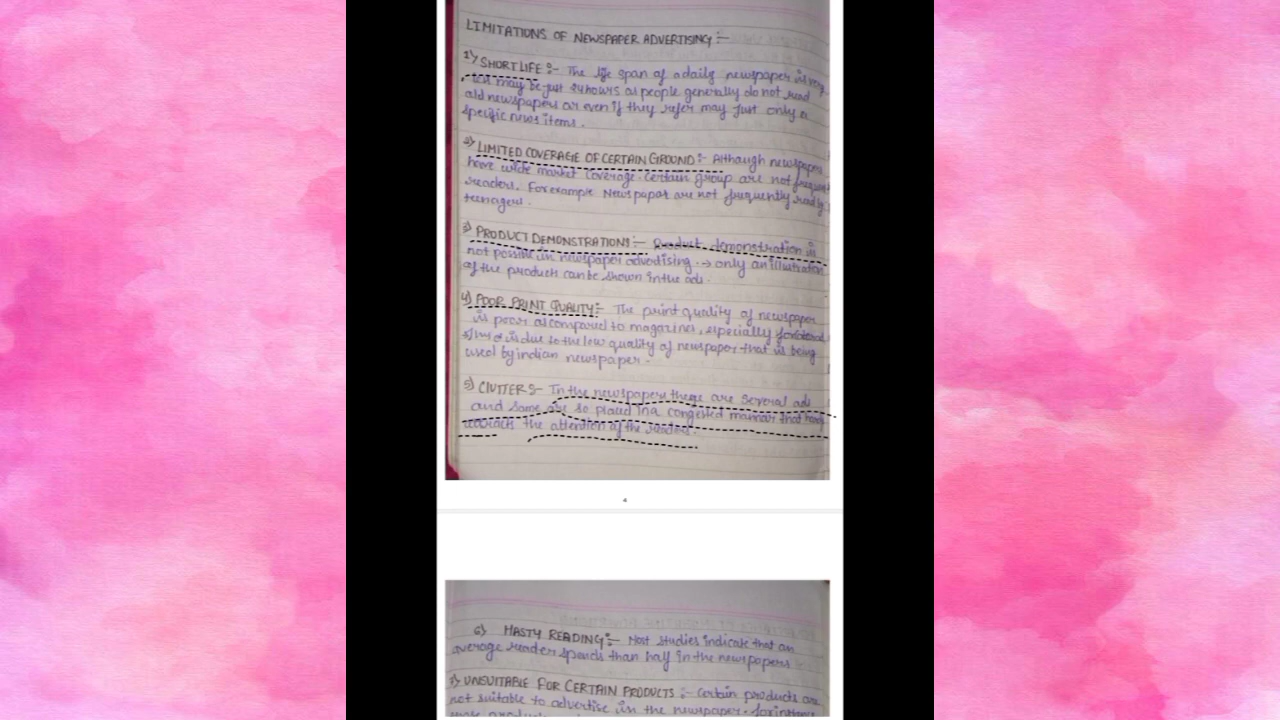 LIMITATIONS OF NEWSPAPER ADVERTISING :-
1) SHORT LIFE :- The life span of a daily newspaper is very
may be just 24 hours as people generally do not read
old newspapers or even if they refer may just only a
specific news items.
2) LIMITED COVERAGE OF CERTAIN GROUND :- Although newspapers
have wide market coverage. Certain group are not frequent
readers. For example Newspapar are not frequently read by
teenagers.
3) PRODUCT DEMONSTRATIONS :- Product demonstration is
not possible in newspaper advertising. → only an illustration
of the products can be shown in the ads.
4) POOR PRINT QUALITY :- The print quality of newspaper
is poor as compared to magazines, especially for
is due to the low quality of newspaper that is being
used by indian newspaper.
5) CLUTTERS - In the newspaper there are several ads
and some are so placed in a congested mannar that
the attention of the readers.
4
6) HASTY READING :- Most studies indicate that an
average reader spends than half in the newspapers.
7) UNSUITABLE FOR CERTAIN PRODUCTS :- Certain products are
not suitable to advertise in the newspaper.